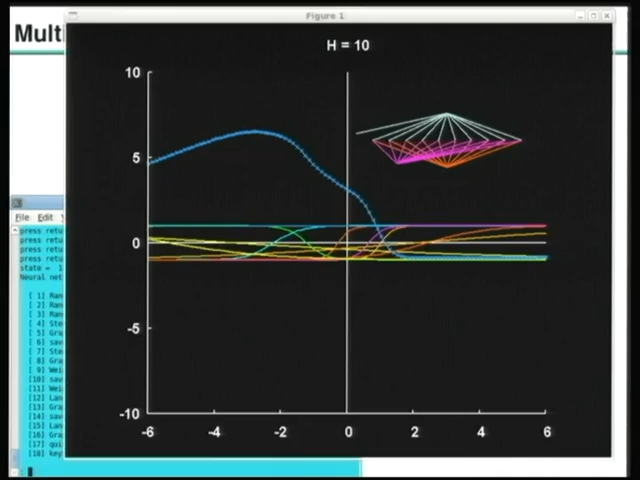 Figure 1
Mult
H = 10
10
5
0
-5
-10
-6
-4
-2
0
2
4
6
File Edit
press retu
press retu
press retu
press retu
state = 1
Neural net
[ 1] Ran
[ 2] Ran
[ 3] Ran
[ 4] Ste
[ 5] Gra
[ 6] sav
[ 7] Ste
[ 8] Gra
[ 9] Wei
[10] sav
[11] Wei
[12] Lan
[13] Gra
[14] sav
[15] Lan
[16] Gra
[17] qui
[18] key